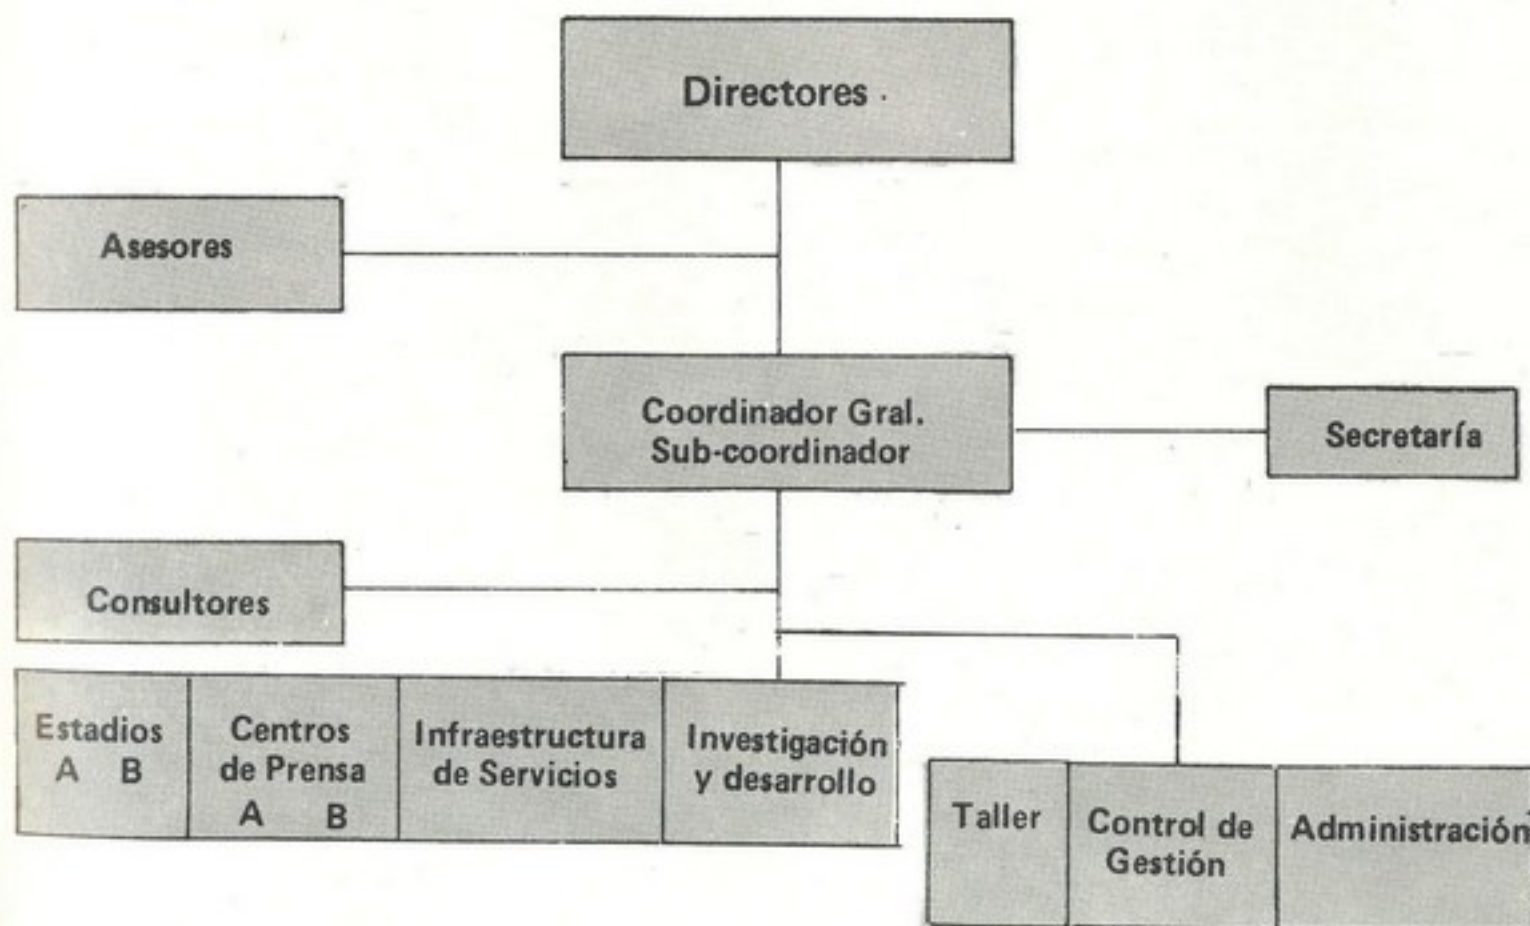 Directores
Asesores
Coordinador Gral.
Sub-coordinador
Secretaría
Consultores
Estadios
A B
Centros
de Prensa
A B
Infraestructura
de Servicios
Investigación
y desarrollo
Taller
Control de
Gestión
Administración